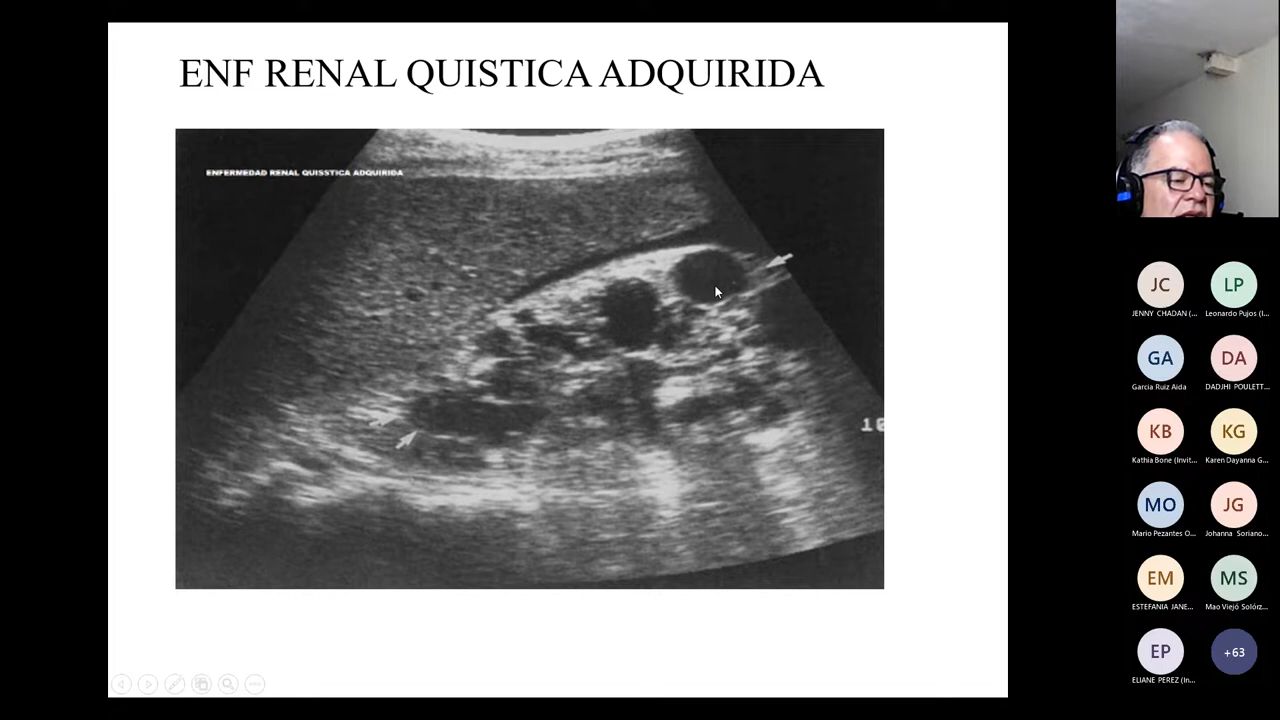 ENF RENAL QUISTICA ADQUIRIDA
ENFERMEDAD RENAL QUISSTICA ADQUIRIDA
10
JC
LP
JENNY CHADAN (...
Leonardo Pujos (I...
GA
DA
Garcia Ruiz Aida
DADJHI POULETT...
KB
KG
Kathia Bone (Invit...
Karen Dayanna G...
MO
JG
Mario Pezantes O...
Johanna Soriano...
EM
MS
ESTEFANIA JANE...
Mao Viejó Solórz...
EP
+63
ELIANE PEREZ (In...